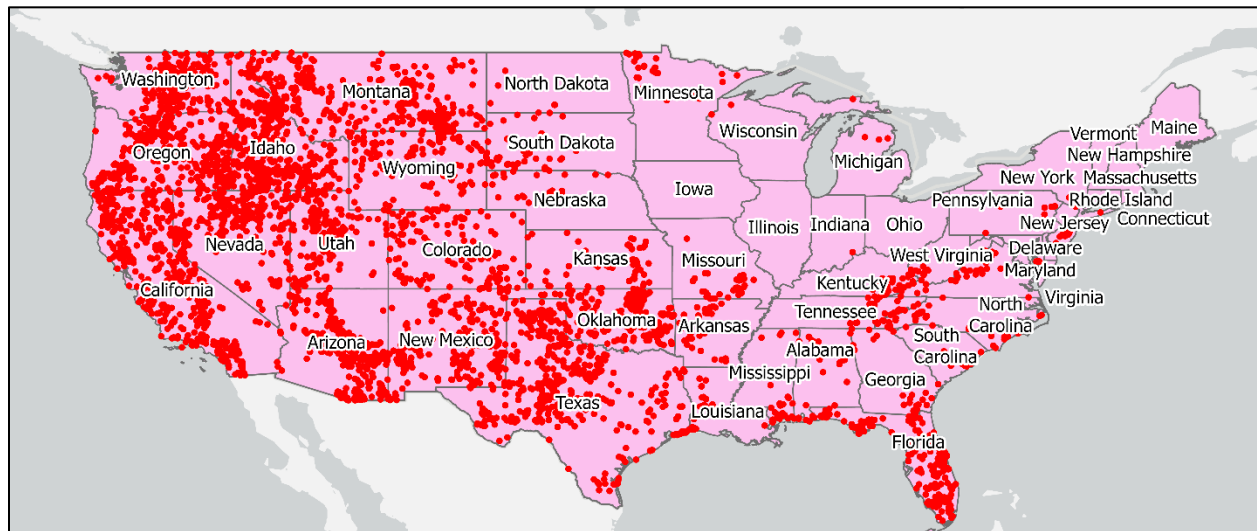 Washington
Montana
North Dakota
Minnesota
Vermont
Maine
Oregon
Idaho
South Dakota
Wisconsin
Michigan
New Hampshire
Wyoming
New York
Massachusetts
Nebraska
Iowa
Pennsylvania
Rhode Island
Nevada
Utah
Colorado
Illinois
Indiana
Ohio
New Jersey
Connecticut
Kansas
Missouri
West Virginia
Delaware
Maryland
California
Kentucky
Virginia
Arizona
New Mexico
Oklahoma
Arkansas
Tennessee
North
Carolina
South
Carolina
Alabama
Mississippi
Georgia
Texas
Louisiana
Florida